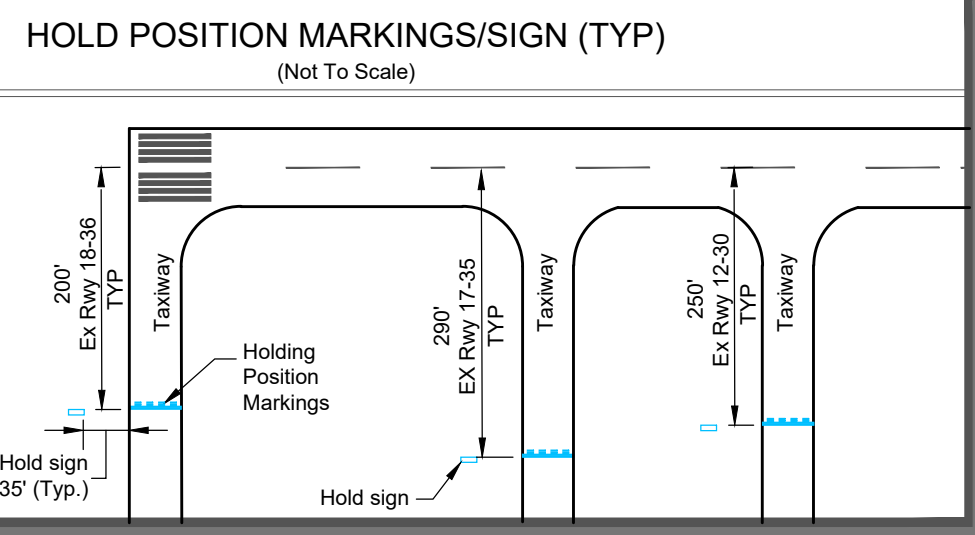 HOLD POSITION MARKINGS/SIGN (TYP)
(Not To Scale)
200'
Ex Rwy 18-36
TYP
Taxiway
290'
EX Rwy 17-35
TYP
Taxiway
250'
Ex Rwy 12-30
TYP
Taxiway
Holding
Position
Markings
Hold sign
35' (Typ.)
Hold sign